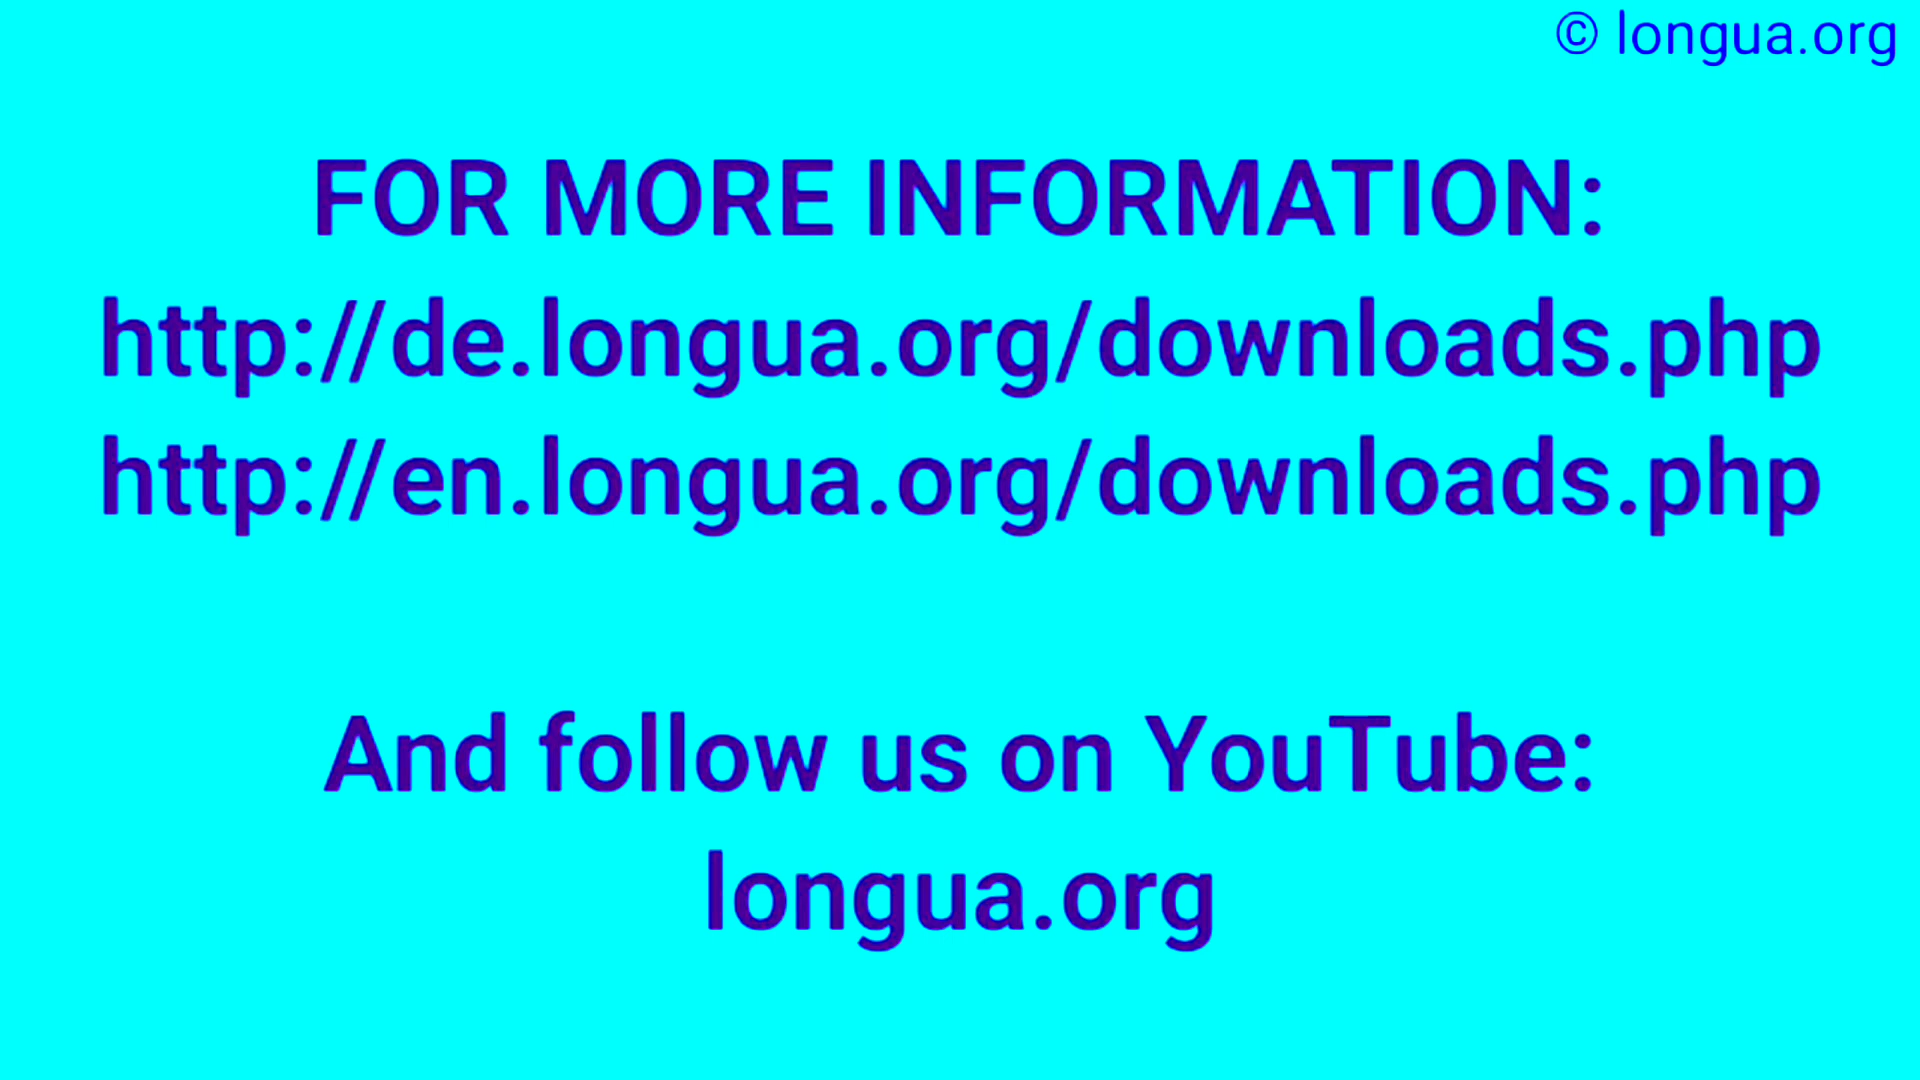 © longua.org
FOR MORE INFORMATION:
http://de.longua.org/downloads.php
http://en.longua.org/downloads.php
And follow us on YouTube:
longua.org